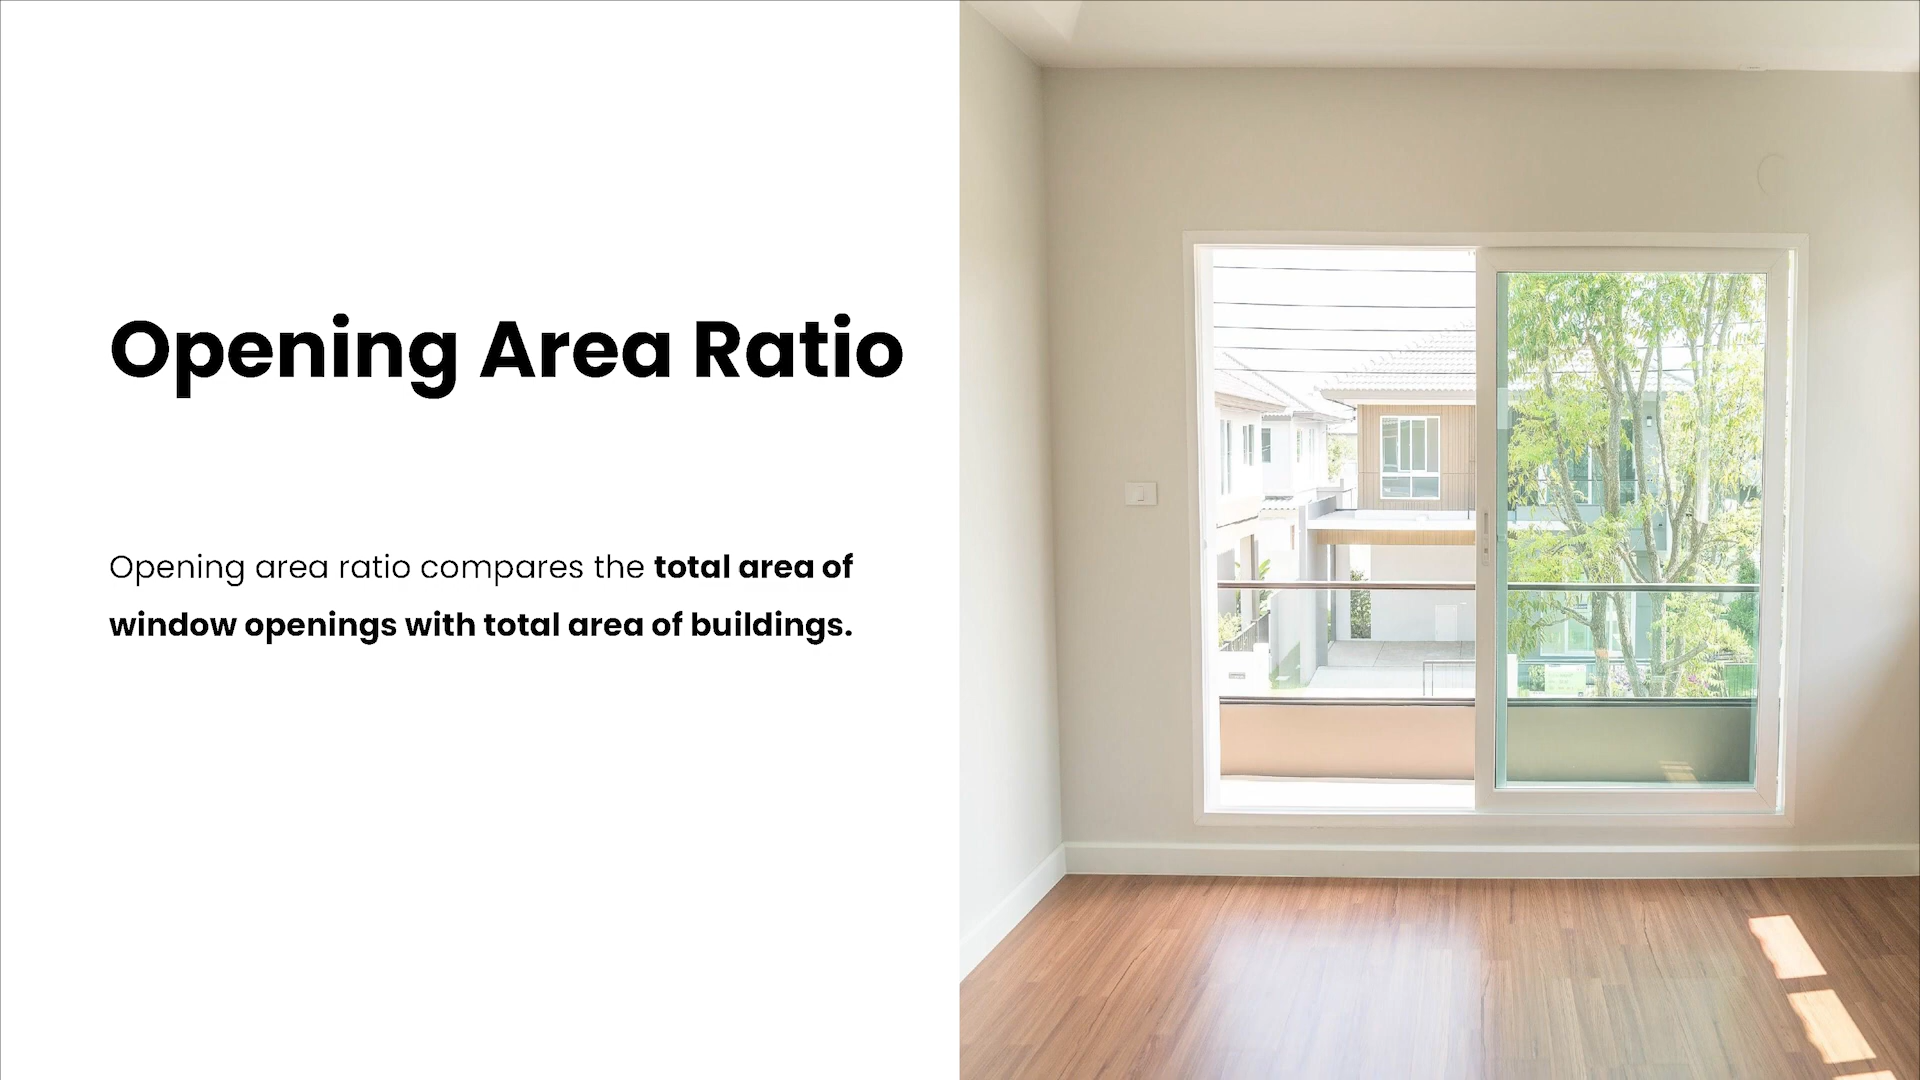 Opening Area Ratio
Opening area ratio compares the total area of
window openings with total area of buildings.